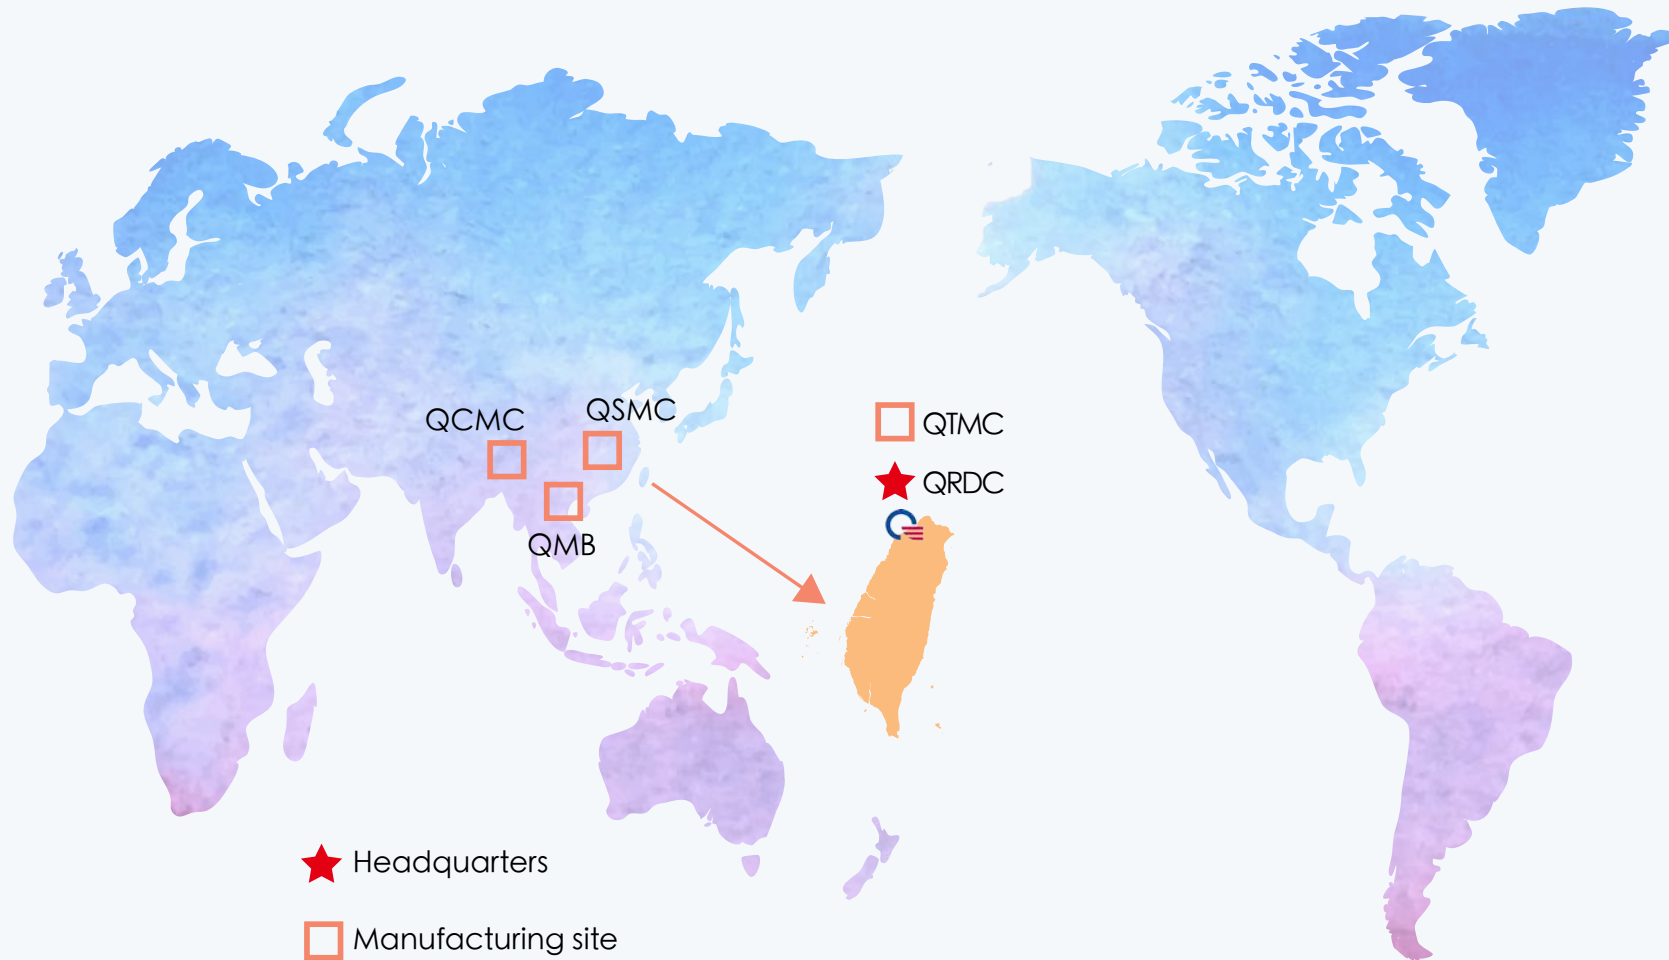 QCMC
QSMC
QMB
QTMC
QRDC
Headquarters
Manufacturing site